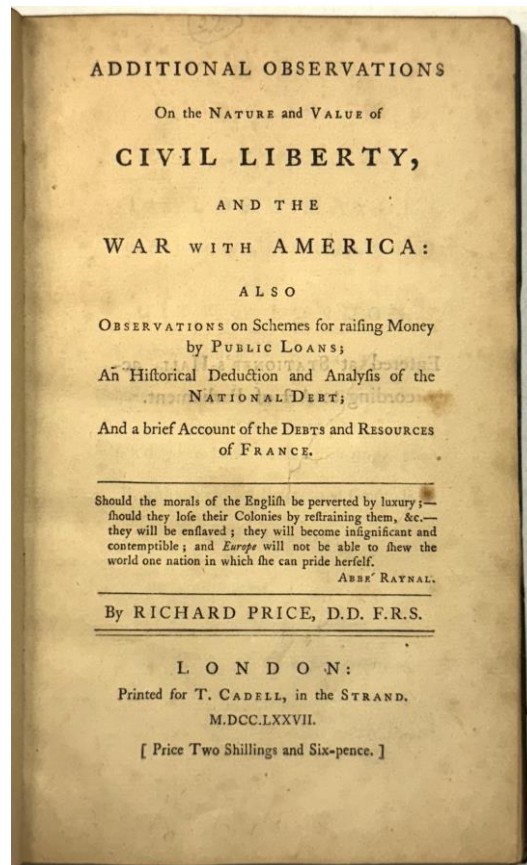 ADDITIONAL OBSERVATIONS
On the NATURE and VALUE of
CIVIL LIBERTY,
AND THE
WAR WITH AMERICA:
ALSO
OBSERVATIONS on Schemes for raiſing Money
by PUBLIC LOANS;
An Hiſtorical Deduction and Analyſis of the
NATIONAL DEBT;
And a brief Account of the DEBTS and RESOURCES
of FRANCE.
Should the morals of the Engliſh be perverted by luxury;—
ſhould they loſe their Colonies by reſtraining them, &c.—
they will be enſlaved; they will become inſignificant and
contemptible; and Europe will not be able to ſhew the
world one nation in which ſhe can pride herſelf.
ABBE´ RAYNAL.
By RICHARD PRICE, D.D. F.R.S.
LONDON:
Printed for T. CADELL, in the STRAND.
M.DCC.LXXVII.
[ Price Two Shillings and Six-pence. ]